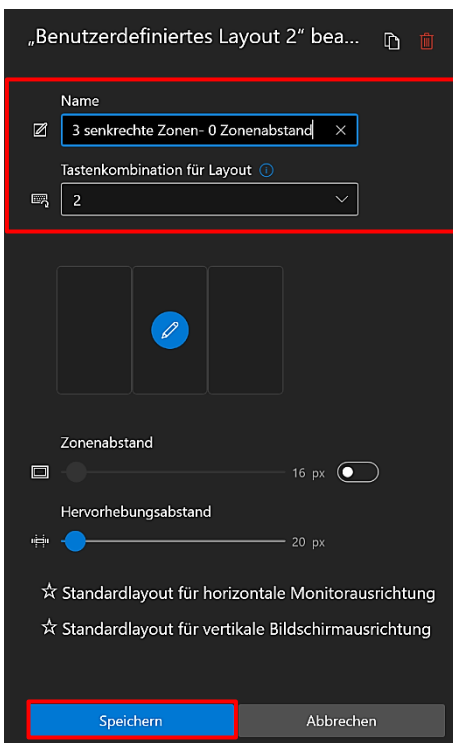 „Benutzerdefiniertes Layout 2“ bea...
Name
3 senkrechte Zonen- 0 Zonenabstand
Tastenkombination für Layout
2
Zonenabstand
16 px
Hervorhebungsabstand
20 px
Standardlayout für horizontale Monitorausrichtung
Standardlayout für vertikale Bildschirmausrichtung
Speichern Abbrechen